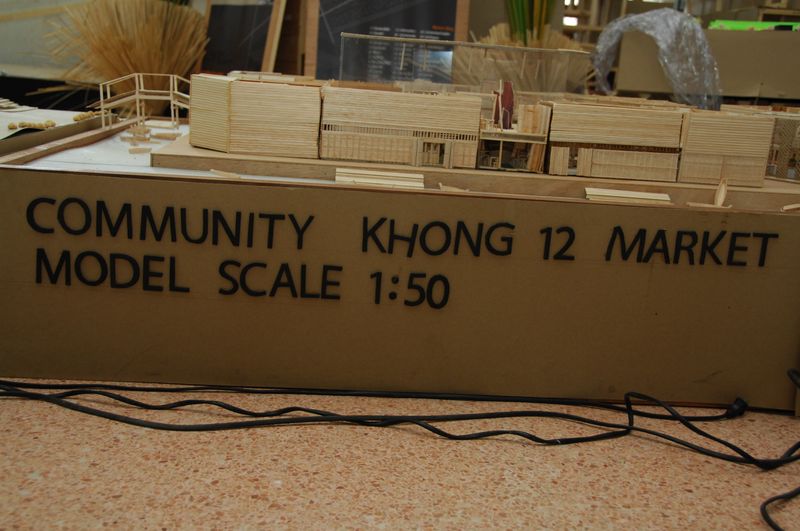 COMMUNITY KHONG 12 MARKET
MODEL SCALE 1:50